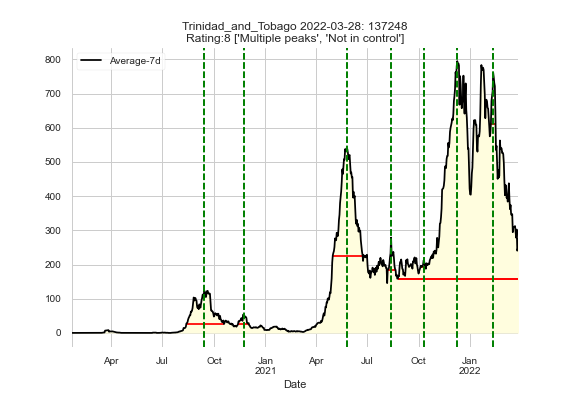 Trinidad_and_Tobago 2022-03-28: 137248
Rating:8 ['Multiple peaks', 'Not in control']
Average-7d
800
700
600
500
400
300
200
100
0
Apr Jul Oct Jan Apr Jul Oct Jan
2021 2022
Date